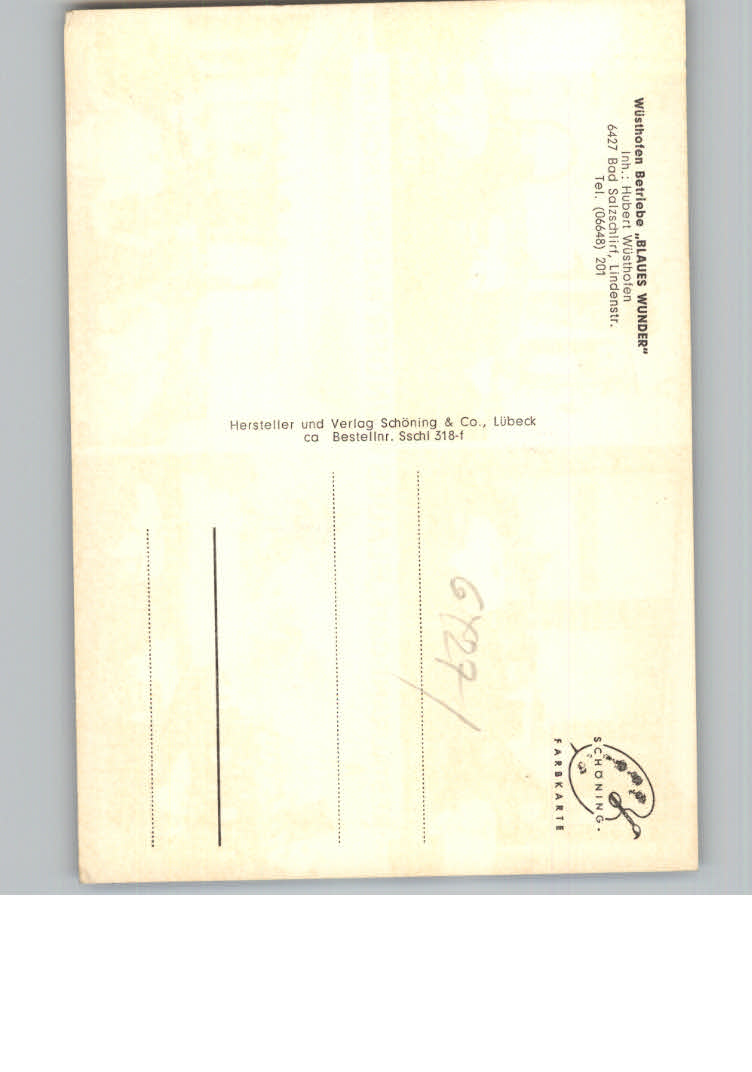 Wüsthofen Betriebe „BLAUES WUNDER“
Inh.: Hubert Wüsthofen
6427 Bad Salzschlirf, Lindenstr.
Tel. (06648) 201
Hersteller und Verlag Schöning & Co., Lübeck
ca Bestellnr. Sschl 318-f
6427
SCHÖNING-
FARBKARTE